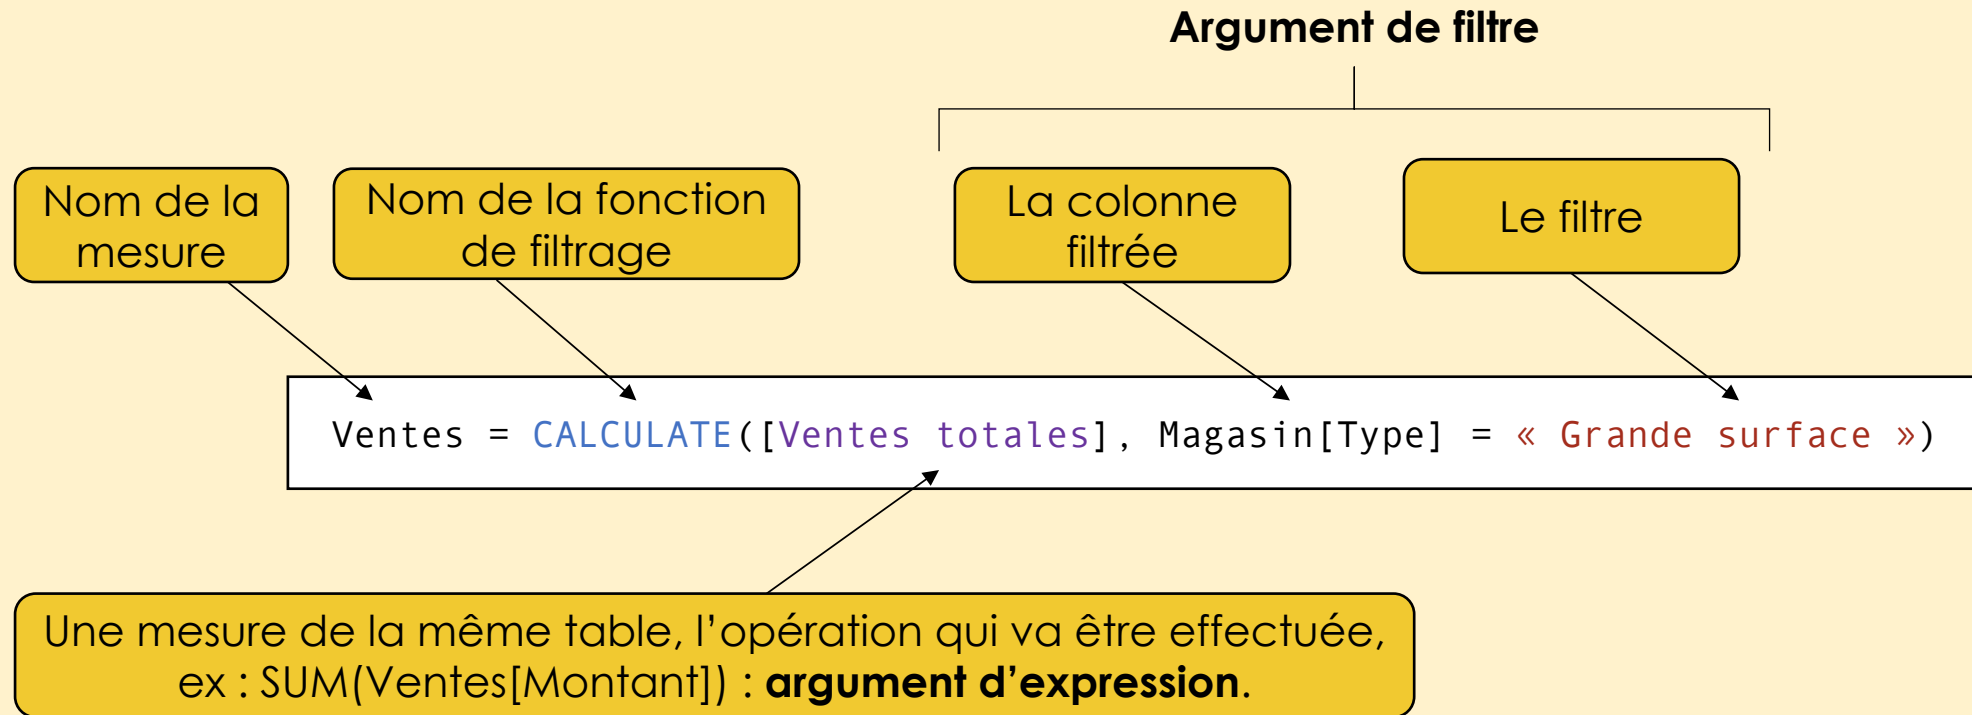 Argument de filtre
Nom de la
mesure
Nom de la fonction
de filtrage
La colonne
filtrée
Le filtre
Ventes = CALCULATE([Ventes totales], Magasin[Type] = « Grande surface »)
Une mesure de la même table, l’opération qui va être effectuée,
ex : SUM(Ventes[Montant]) : argument d’expression.